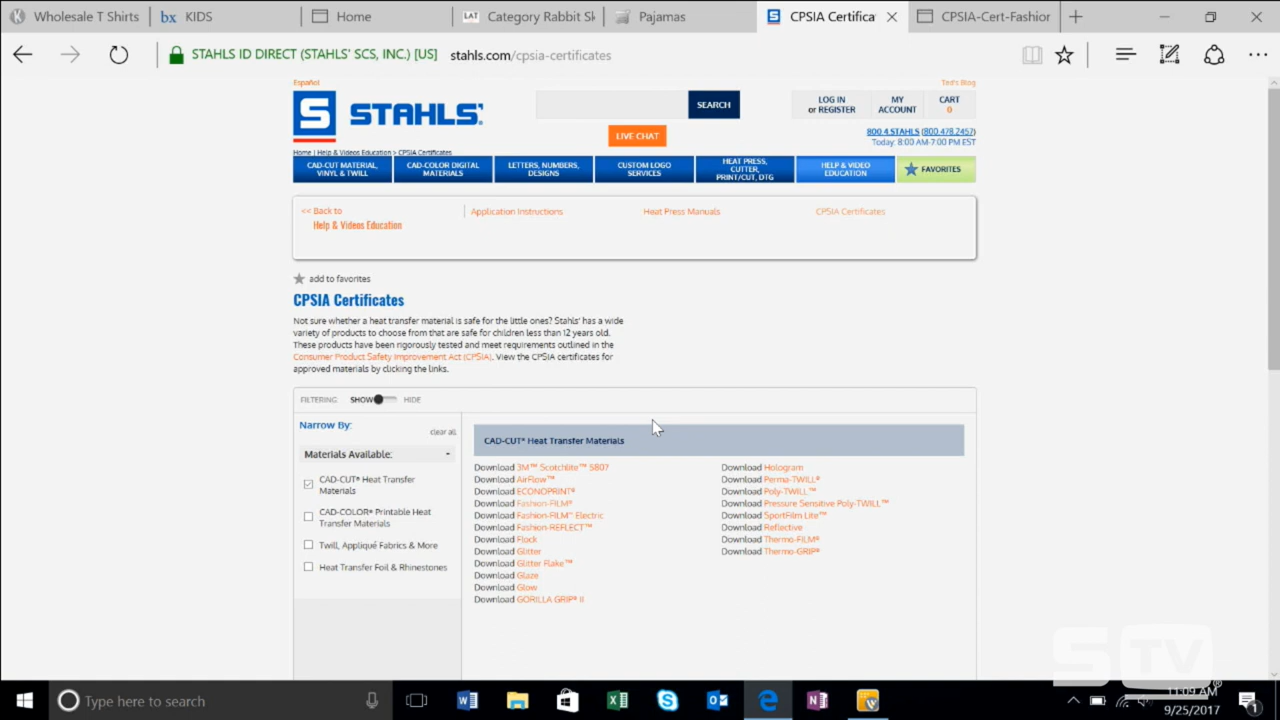 Wholesale T Shirts
bx KIDS
Home
LAT Category Rabbit Sk
Pajamas
CPSIA Certifica
CPSIA-Cert-Fashior
STAHLS ID DIRECT (STAHLS' SCS, INC.) [US]
stahls.com/cpsia-certificates
Español
Ted's Blog
S STAHLS'
SEARCH
LOG IN
or REGISTER
MY
ACCOUNT
CART
0
LIVE CHAT
800.4.STAHLS (800.478.2457)
Today: 8:00 AM-7:00 PM EST
Home | Help & Videos Education > CPSIA Certificates
CAD-CUT MATERIAL,
VINYL & TWILL
CAD-COLOR DIGITAL
MATERIALS
LETTERS, NUMBERS,
DESIGNS
CUSTOM LOGO
SERVICES
HEAT PRESS,
CUTTER,
PRINT/CUT, DTG
HELP & VIDEO
EDUCATION
FAVORITES
<< Back to
Help & Videos Education
Application Instructions
Heat Press Manuals
CPSIA Certificates
add to favorites
CPSIA Certificates
Not sure whether a heat transfer material is safe for the little ones? Stahls' has a wide
variety of products to choose from that are safe for children less than 12 years old.
These products have been rigorously tested and meet requirements outlined in the
Consumer Product Safety Improvement Act (CPSIA). View the CPSIA certificates for
approved materials by clicking the links.
FILTERING SHOW HIDE
Narrow By:
clear all
Materials Available:
CAD-CUT® Heat Transfer
Materials
CAD-COLOR® Printable Heat
Transfer Materials
Twill, Appliqué Fabrics & More
Heat Transfer Foil & Rhinestones
CAD-CUT® Heat Transfer Materials
Download 3M™ Scotchlite™ 5807
Download AirFlow™
Download ECONOPRINT®
Download Fashion-FILM®
Download Fashion-FILM™ Electric
Download Fashion-REFLECT™
Download Flock
Download Glitter
Download Glitter Flake™
Download Glaze
Download Glow
Download GORILLA GRIP® II
Download Hologram
Download Perma-TWILL®
Download Poly-TWILL™
Download Pressure Sensitive Poly-TWILL™
Download SportFilm Lite™
Download Reflective
Download Thermo-FILM®
Download Thermo-GRIP®
STV
Type here to search
11:09 AM
9/25/2017